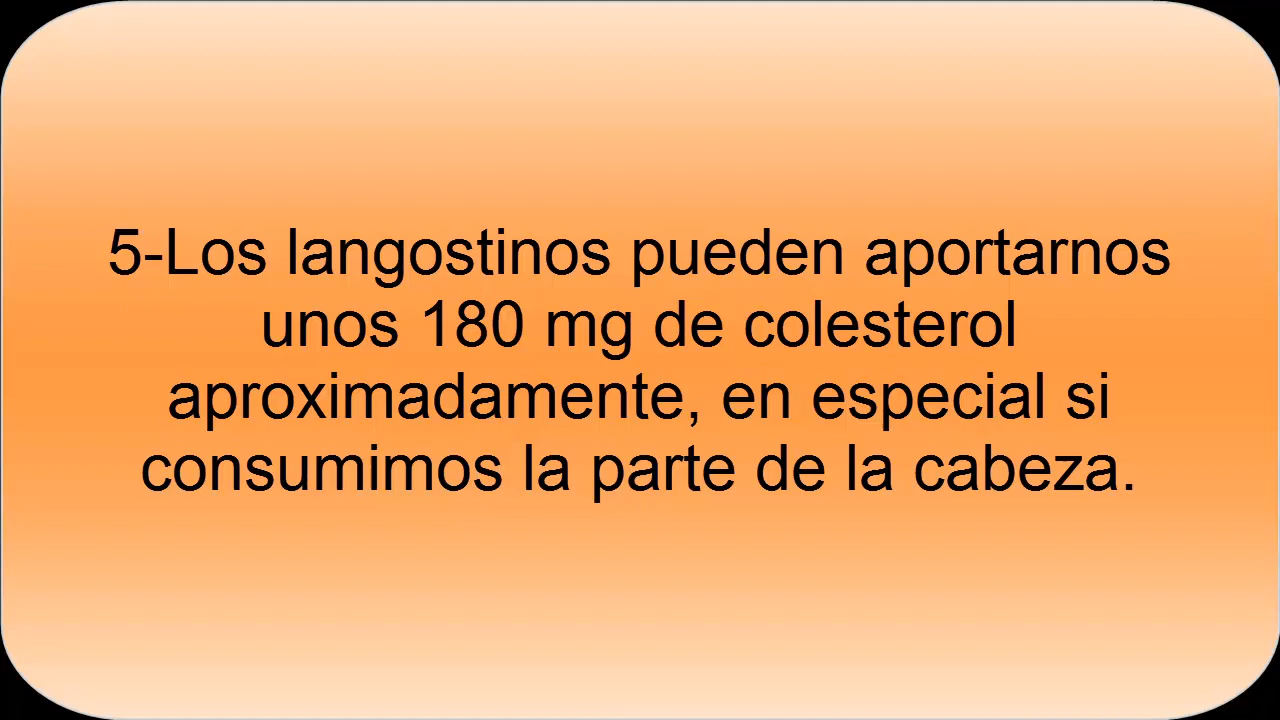 5-Los langostinos pueden aportarnos
unos 180 mg de colesterol
aproximadamente, en especial si
consumimos la parte de la cabeza.